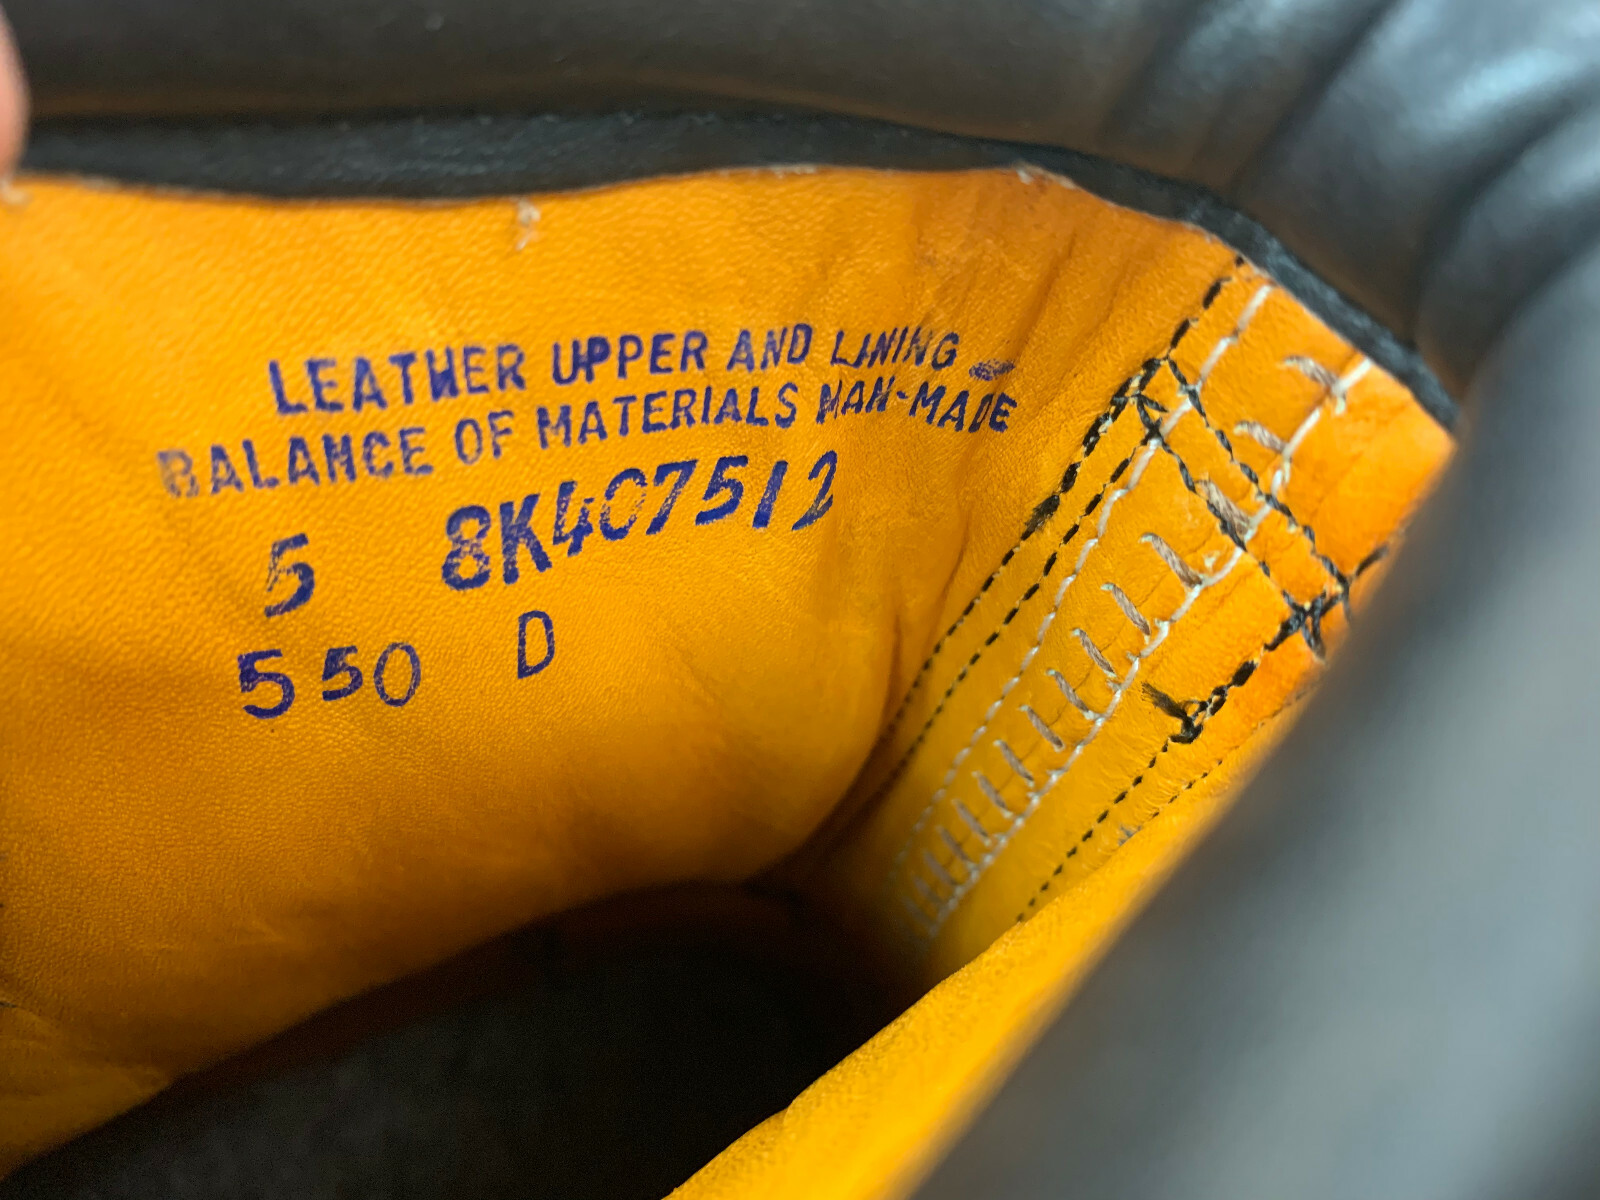 LEATHER UPPER AND LINING
BALANCE OF MATERIALS MAN-MADE
5 8K407512
550 D